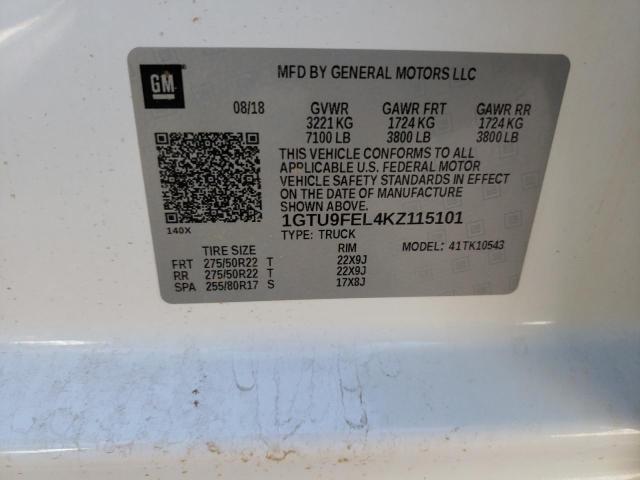 GM
MFD BY GENERAL MOTORS LLC
08/18 GVWR GAWR FRT GAWR RR
3221 KG 1724 KG 1724 KG
7100 LB 3800 LB 3800 LB
THIS VEHICLE CONFORMS TO ALL
APPLICABLE U.S. FEDERAL MOTOR
VEHICLE SAFETY STANDARDS IN EFFECT
ON THE DATE OF MANUFACTURE
SHOWN ABOVE.
140X
1GTU9FEL4KZ115101
TYPE: TRUCK MODEL: 41TK10543
TIRE SIZE RIM
FRT 275/50R22 T 22X9J
RR 275/50R22 T 22X9J
SPA 255/80R17 S 17X8J